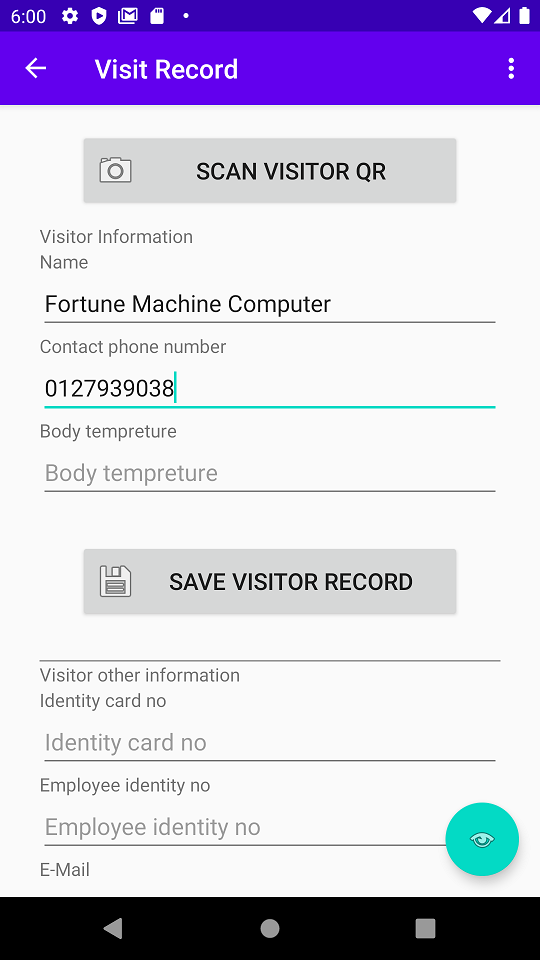 6:00
Visit Record
SCAN VISITOR QR
Visitor Information
Name
Fortune Machine Computer
Contact phone number
0127939038
Body tempreture
Body tempreture
SAVE VISITOR RECORD
Visitor other information
Identity card no
Identity card no
Employee identity no
Employee identity no
E-Mail